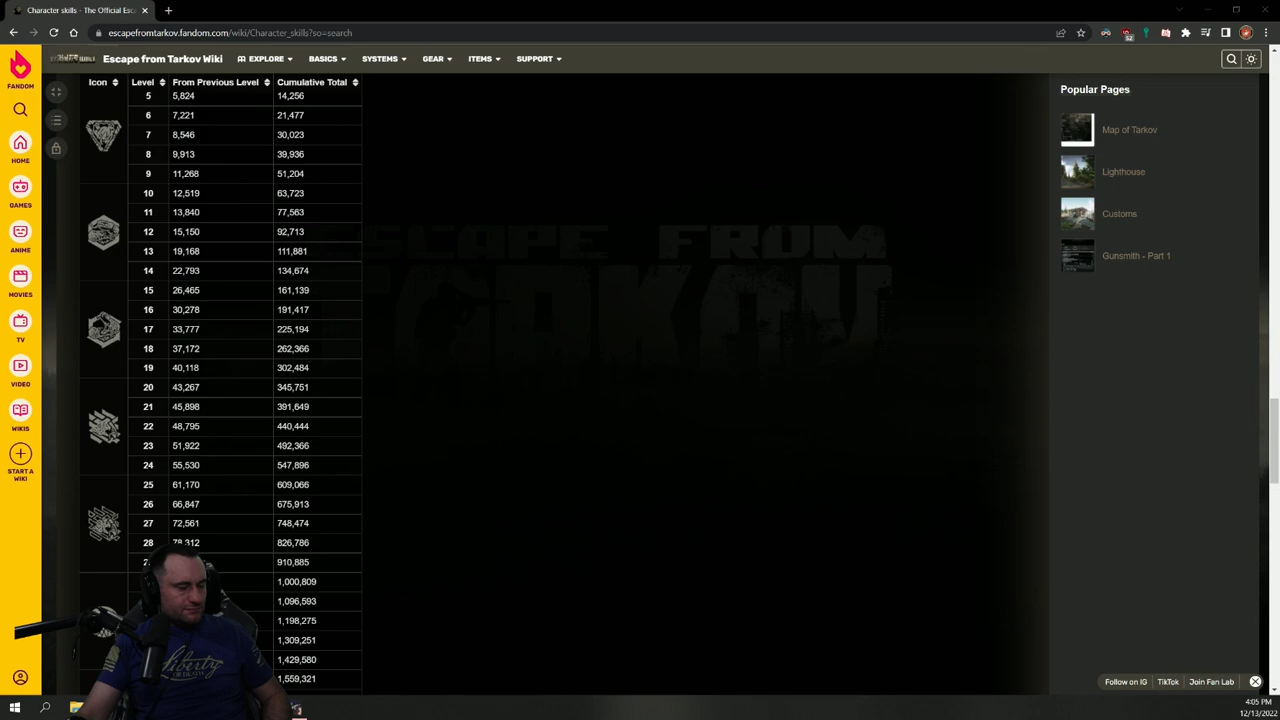 Character skills - The Official Esc
escapefromtarkov.fandom.com/wiki/Character_skills?so=search
FANDOM
HOME
GAMES
ANIME
MOVIES
TV
VIDEO
WIKIS
START A
WIKI
Escape from Tarkov Wiki
EXPLORE BASICS SYSTEMS GEAR ITEMS SUPPORT
Icon Level From Previous Level Cumulative Total
5 5,824 14,256
6 7,221 21,477
7 8,546 30,023
8 9,913 39,936
9 11,268 51,204
10 12,519 63,723
11 13,840 77,563
12 15,150 92,713
13 19,168 111,881
14 22,793 134,674
15 26,465 161,139
16 30,278 191,417
17 33,777 225,194
18 37,172 262,366
19 40,118 302,484
20 43,267 345,751
21 45,898 391,649
22 48,795 440,444
23 51,922 492,366
24 55,530 547,896
25 61,170 609,066
26 66,847 675,913
27 72,561 748,474
28 78,312 826,786
910,885
1,000,809
1,096,593
1,198,275
1,309,251
1,429,580
1,559,321
ESCAPE FROM
TARKOV
Popular Pages
Map of Tarkov
Lighthouse
Customs
Gunsmith - Part 1
Liberty
OR DEATH
Follow on IG TikTok Join Fan Lab
4:05 PM
12/13/2022